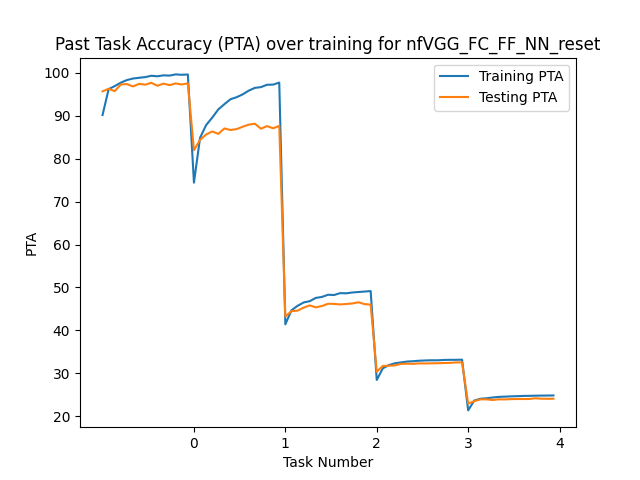 Past Task Accuracy (PTA) over training for nfVGG_FC_FF_NN_reset
100
90
80
70
60
50
40
30
20
PTA
Training PTA
Testing PTA
0 1 2 3 4
Task Number